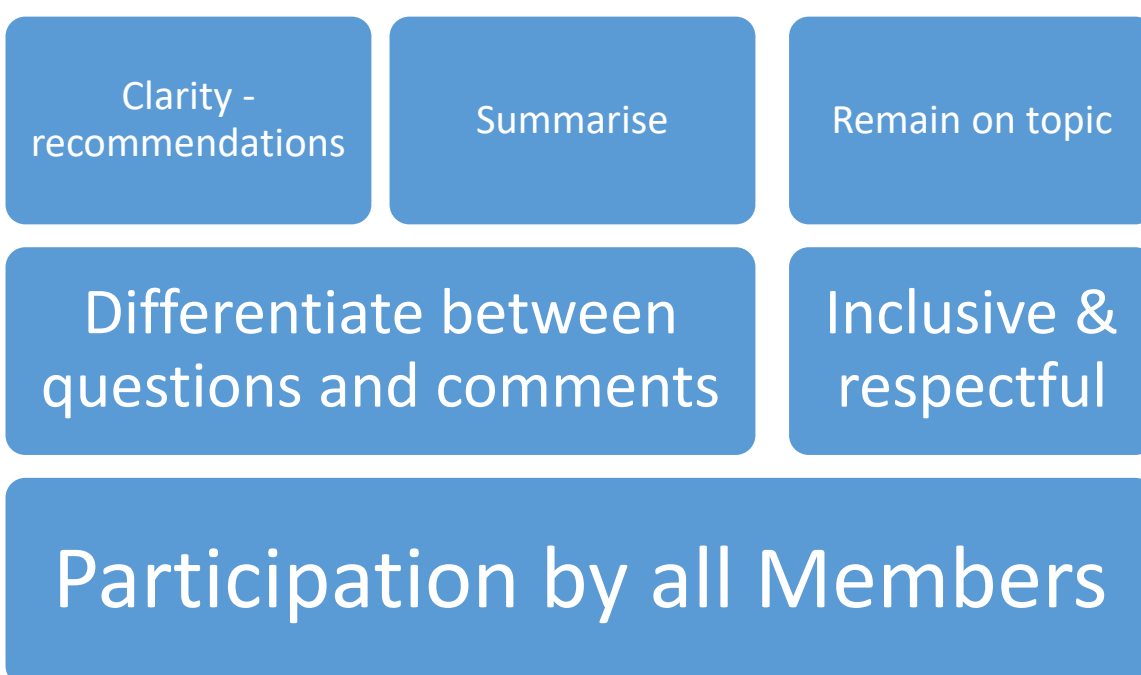 Clarity -
recommendations
Summarise
Remain on topic
Differentiate between
questions and comments
Inclusive &
respectful
Participation by all Members